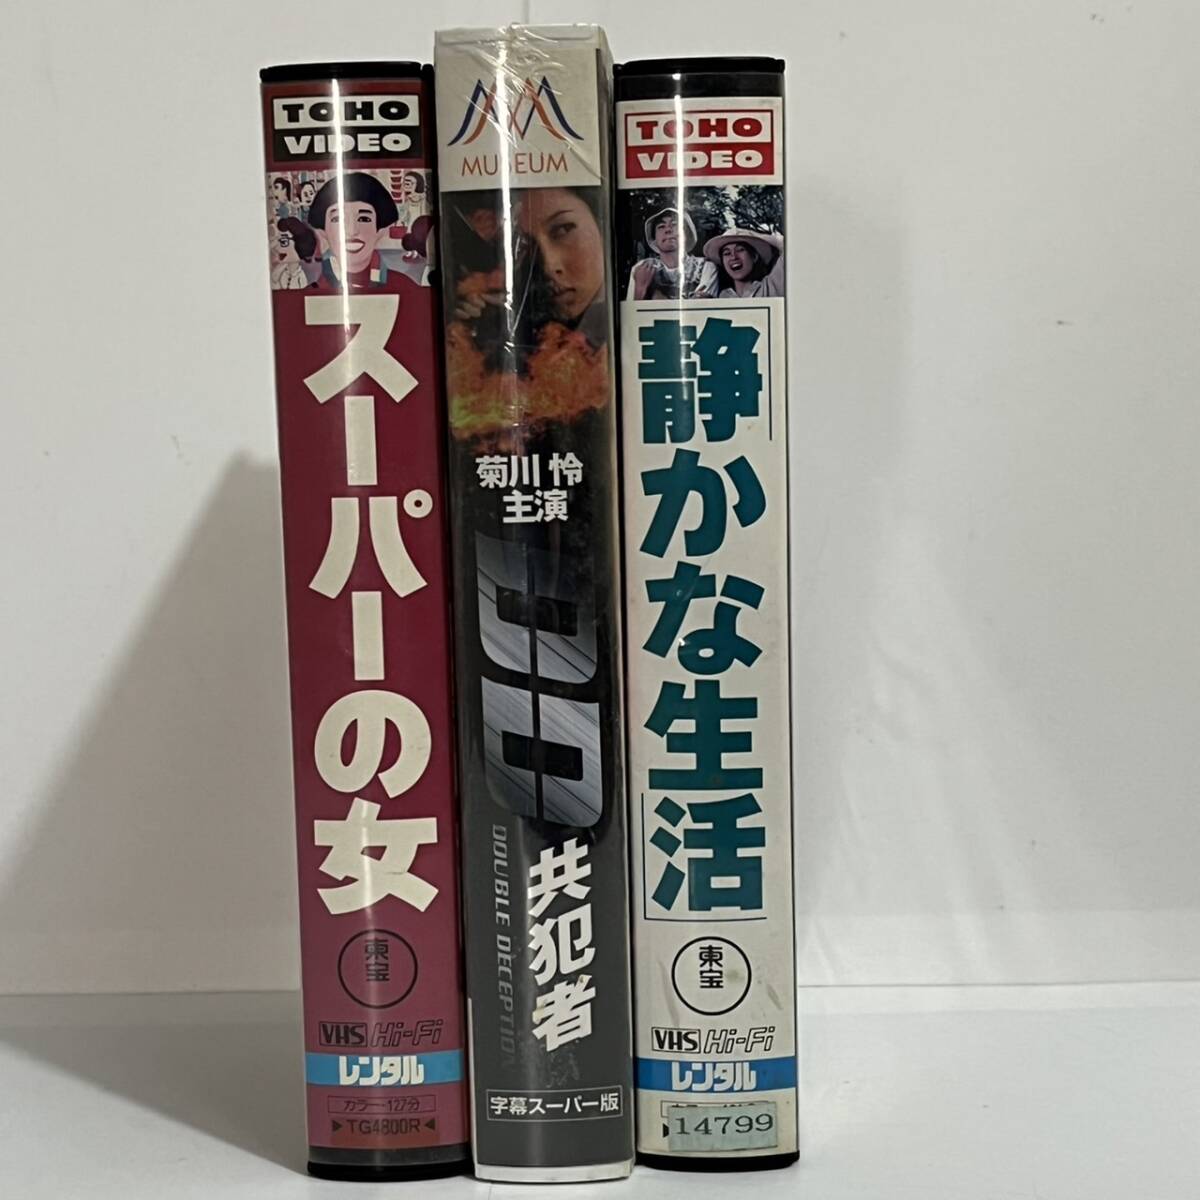 TOHO
VIDEO
スーパーの女
東宝
VHS Hi-Fi
レンタル
カラー・127分
▶TG4800R◀
MUSEUM
菊川 怜
主演
DD
DOUBLE DECEPTION
共犯者
字幕スーパー版
TOHO
VIDEO
「静かな生活」
東宝
VHS Hi-Fi
レンタル
14799